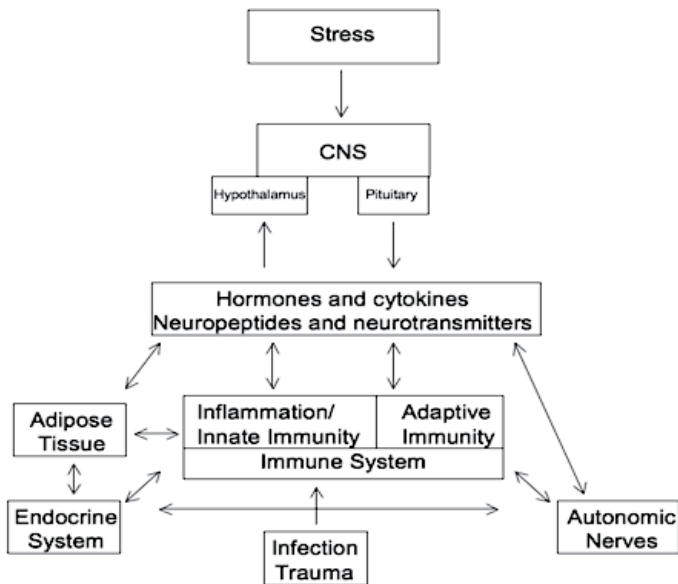 Stress
CNS
Hypothalamus
Pituitary
Hormones and cytokines
Neuropeptides and neurotransmitters
Adipose
Tissue
Inflammation/
Innate Immunity
Adaptive
Immunity
Immune System
Endocrine
System
Infection
Trauma
Autonomic
Nerves